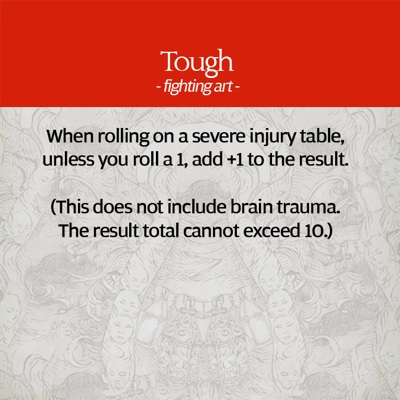 Tough
- fighting art -
When rolling on a severe injury table,
unless you roll a 1, add +1 to the result.
(This does not include brain trauma.
The result total cannot exceed 10.)